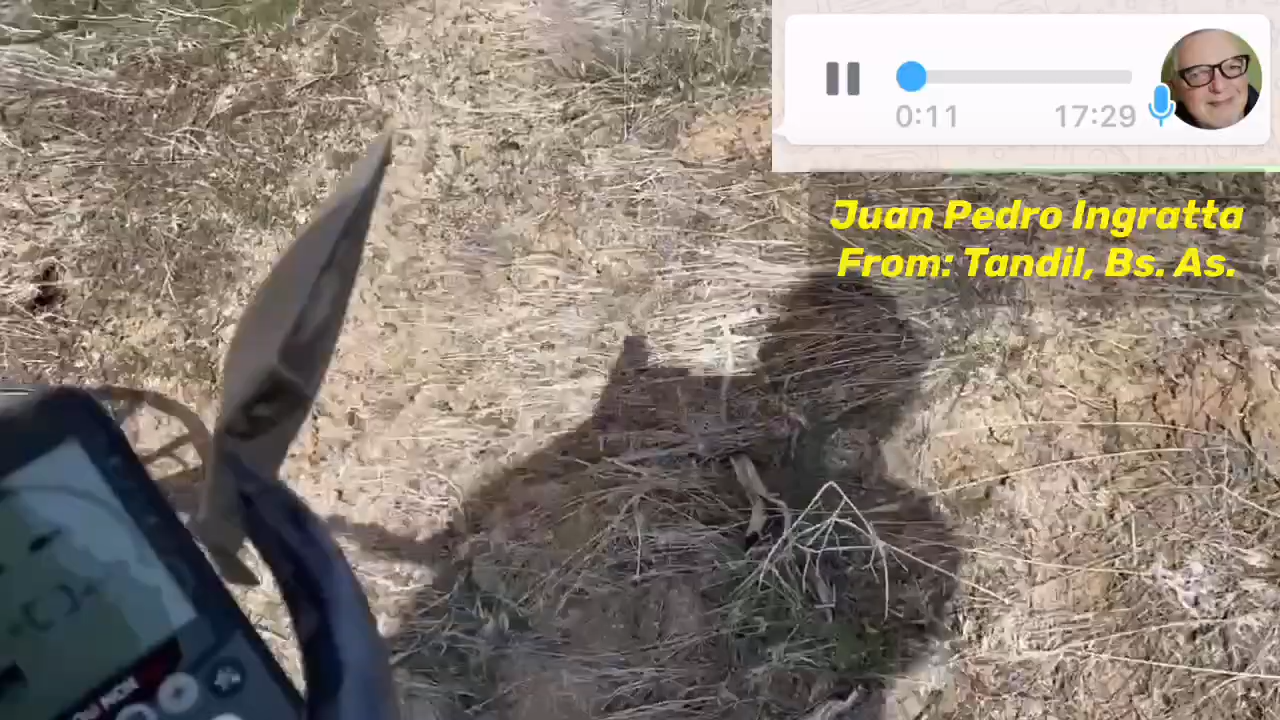 0:11 17:29
Juan Pedro Ingratta
From: Tandil, Bs. As.